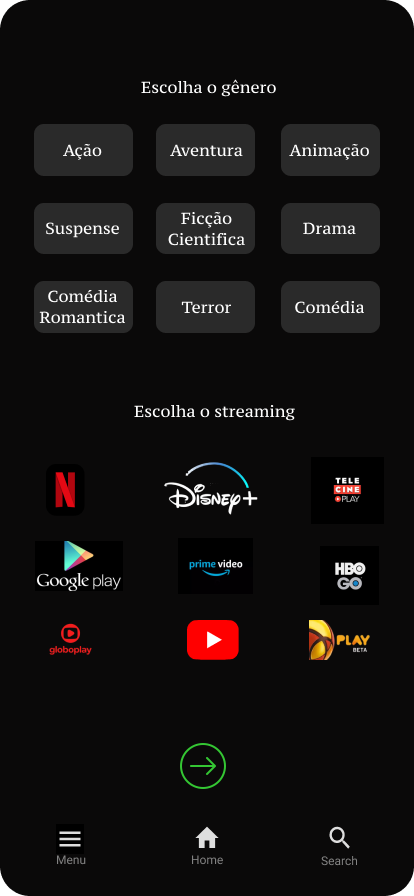 Escolha o gênero
Ação
Aventura
Animação
Suspense
Ficção
Cientifica
Drama
Comédia
Romantica
Terror
Comédia
Escolha o streaming
N
Disney+
TELE
CINE
PLAY
Google play
prime video
HBO
GO
globoplay
PLAY
BETA
Menu
Home
Search